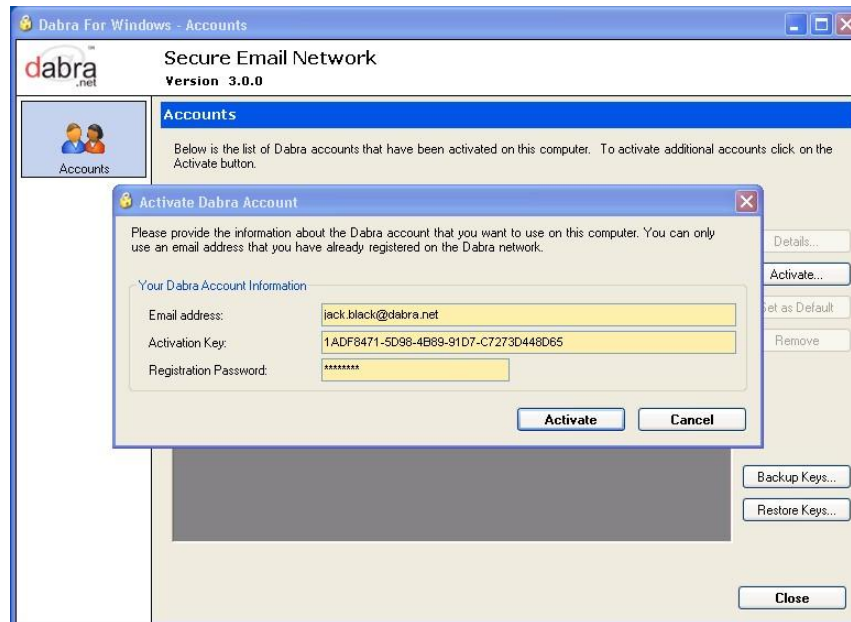 Dabra For Windows - Accounts
dabra
.net
Secure Email Network
Version 3.0.0
Accounts
Accounts
Below is the list of Dabra accounts that have been activated on this computer. To activate additional accounts click on the
Activate button.
Activate Dabra Account
Please provide the information about the Dabra account that you want to use on this computer. You can only
use an email address that you have already registered on the Dabra network.
Your Dabra Account Information
Email address:
jack.black@dabra.net
Activation Key:
1ADF8471-5D98-4B89-91D7-C7273D448D65
Registration Password:
********
Activate
Cancel
Details...
Activate...
Set as Default
Remove
Backup Keys...
Restore Keys...
Close